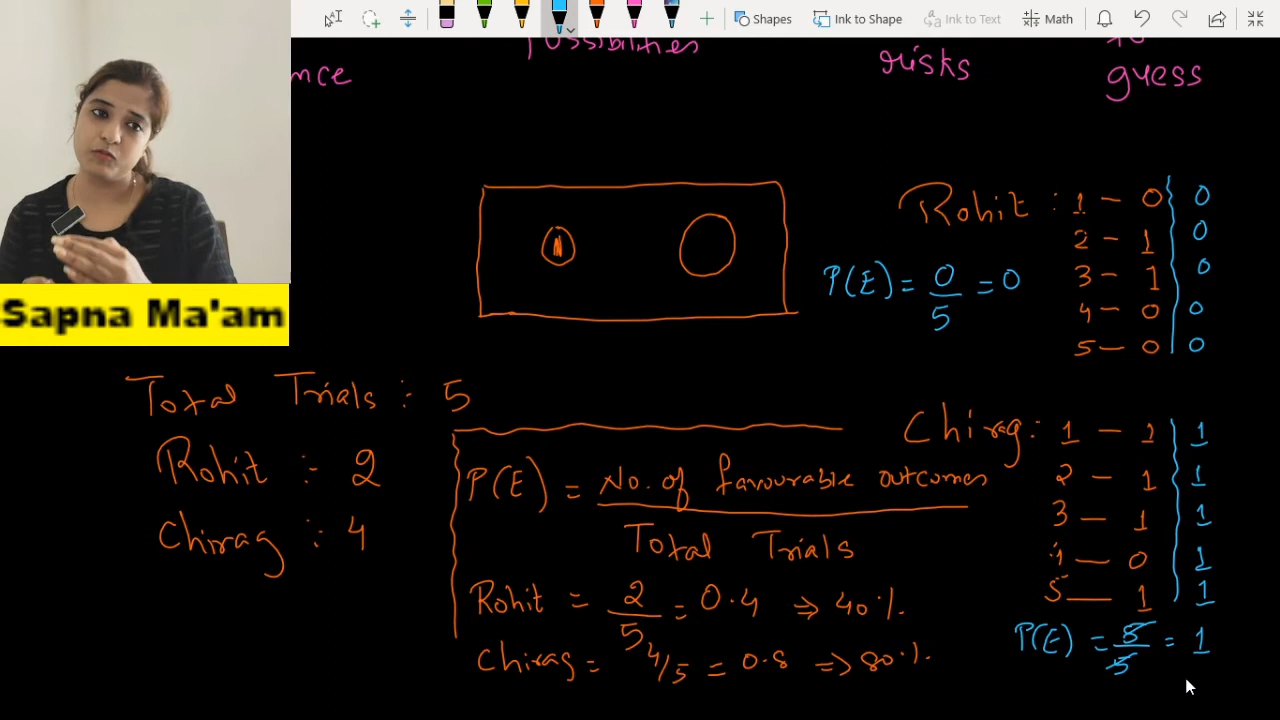 Shapes Ink to Shape Ink to Text Math
nce possibilities risks to guess
Sapna Ma'am
Rohit : 1 - 0 0
2 - 1 0
3 - 1 0
4 - 0 0
5 - 0 0
P(E) = 0/5 = 0
Total Trials : 5
Rohit : 2
Chirag : 4
P(E) = No. of favourable outcomes
Total Trials
Rohit = 2/5 = 0.4 ⇒ 40%.
Chirag = 4/5 = 0.8 ⇒ 80%.
Chirag : 1 - 1 1
2 - 1 1
3 - 1 1
4 - 0 1
5 - 1 1
P(E) = 5/5 = 1